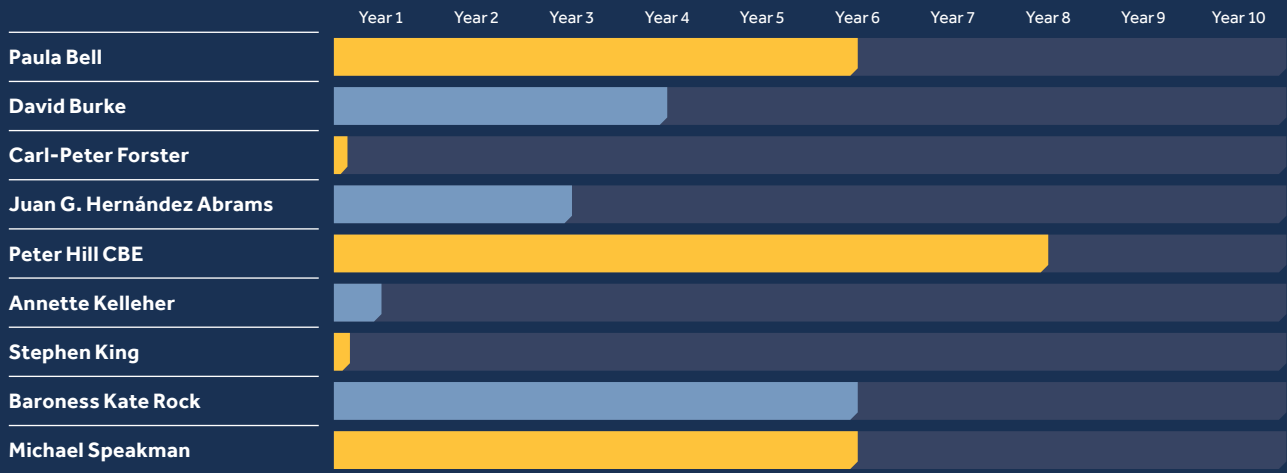 Year 1 Year 2 Year 3 Year 4 Year 5 Year 6 Year 7 Year 8 Year 9 Year 10
Paula Bell
David Burke
Carl-Peter Forster
Juan G. Hernández Abrams
Peter Hill CBE
Annette Kelleher
Stephen King
Baroness Kate Rock
Michael Speakman